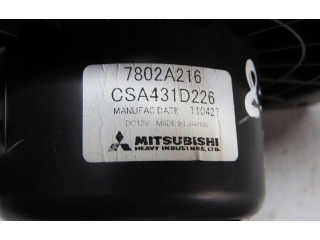 7802A216
CSA431D226
MANUFAC DATE 110427
DC12V MADE IN JAPAN
MITSUBISHI
HEAVY INDUSTRIES, LTD.